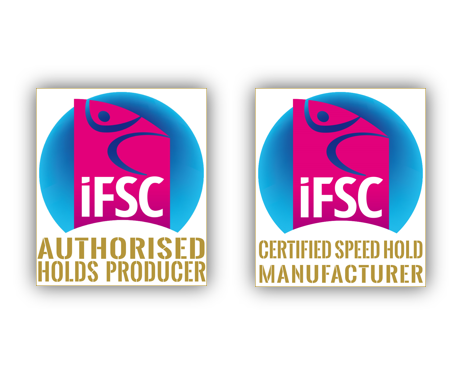 iFSC
AUTHORISED
HOLDS PRODUCER
iFSC
CERTIFIED SPEED HOLD
MANUFACTURER